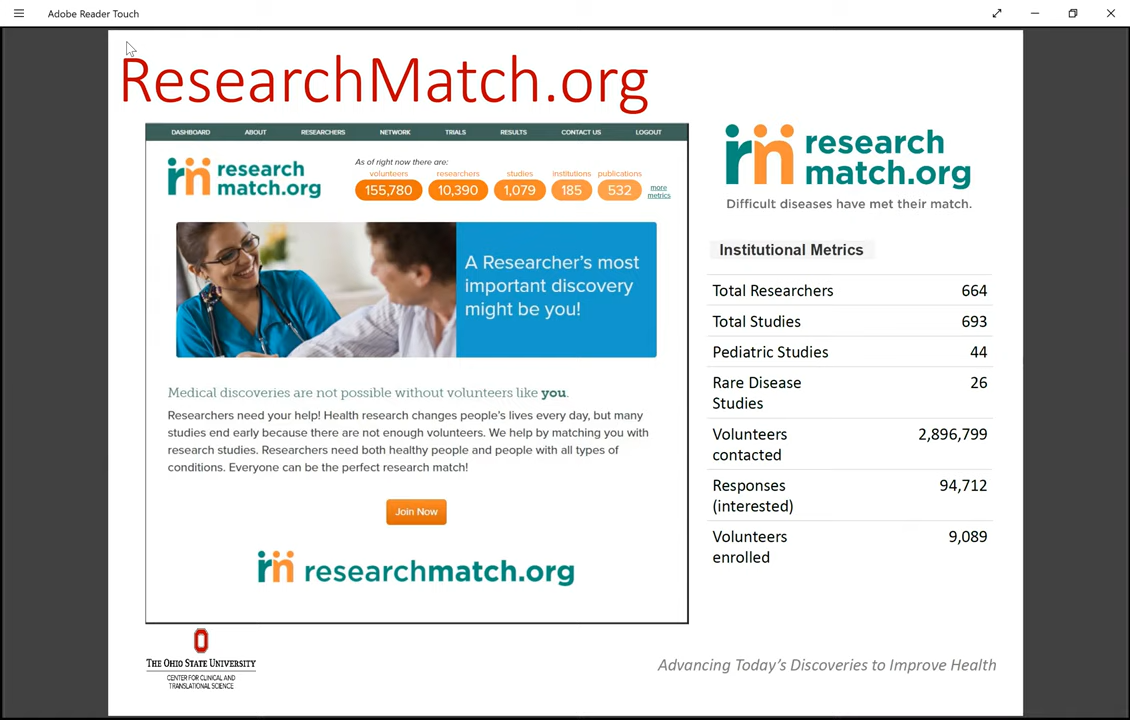 Adobe Reader Touch
ResearchMatch.org
DASHBOARD ABOUT RESEARCHERS NETWORK TRIALS RESULTS CONTACT US LOGOUT
research
match.org
As of right now there are:
volunteers researchers studies institutions publications
155,780 10,390 1,079 185 532
more
metrics
A Researcher's most
important discovery
might be you!
Medical discoveries are not possible without volunteers like you.
Researchers need your help! Health research changes people's lives every day, but many
studies end early because there are not enough volunteers. We help by matching you with
research studies. Researchers need both healthy people and people with all types of
conditions. Everyone can be the perfect research match!
Join Now
rm researchmatch.org
rm research
match.org
Difficult diseases have met their match.
Institutional Metrics
Total Researchers 664
Total Studies 693
Pediatric Studies 44
Rare Disease 26
Studies
Volunteers 2,896,799
contacted
Responses 94,712
(interested)
Volunteers 9,089
enrolled
THE OHIO STATE UNIVERSITY
CENTER FOR CLINICAL AND
TRANSLATIONAL SCIENCE
Advancing Today's Discoveries to Improve Health